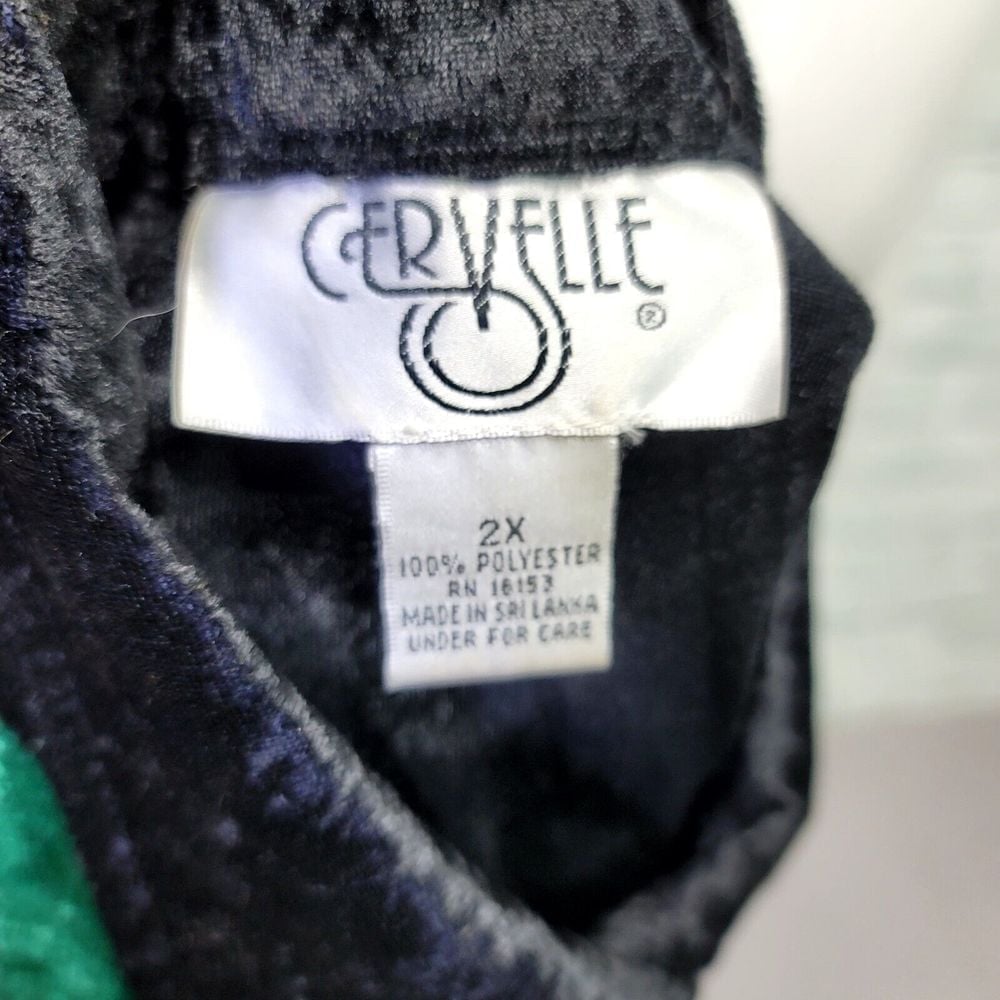 CERVELLE
®
2X
100% POLYESTER
RN 16153
MADE IN SRI LANKA
UNDER FOR CARE